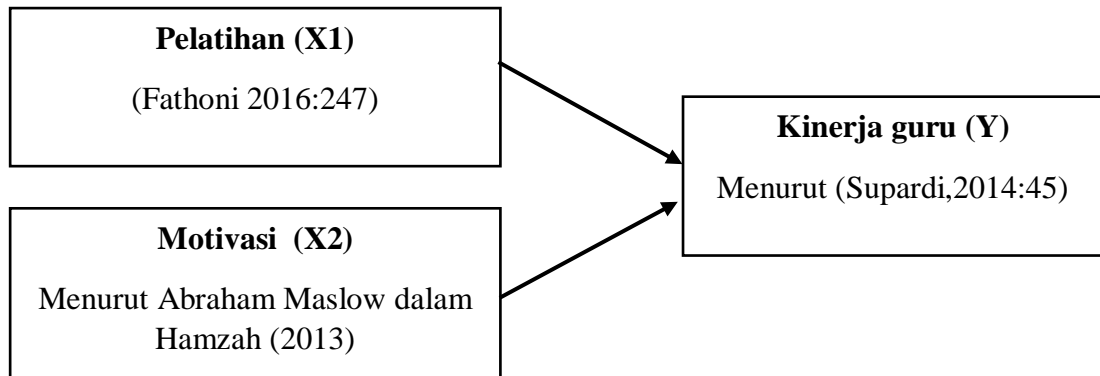 Pelatihan (X1)
(Fathoni 2016:247)
Kinerja guru (Y)
Menurut (Supardi,2014:45)
Motivasi (X2)
Menurut Abraham Maslow dalam
Hamzah (2013)